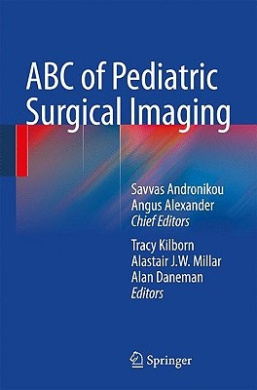 ABC of Pediatric
Surgical Imaging
Savvas Andronikou
Angus Alexander
Chief Editors
Tracy Kilborn
Alastair J.W. Millar
Alan Daneman
Editors
Springer